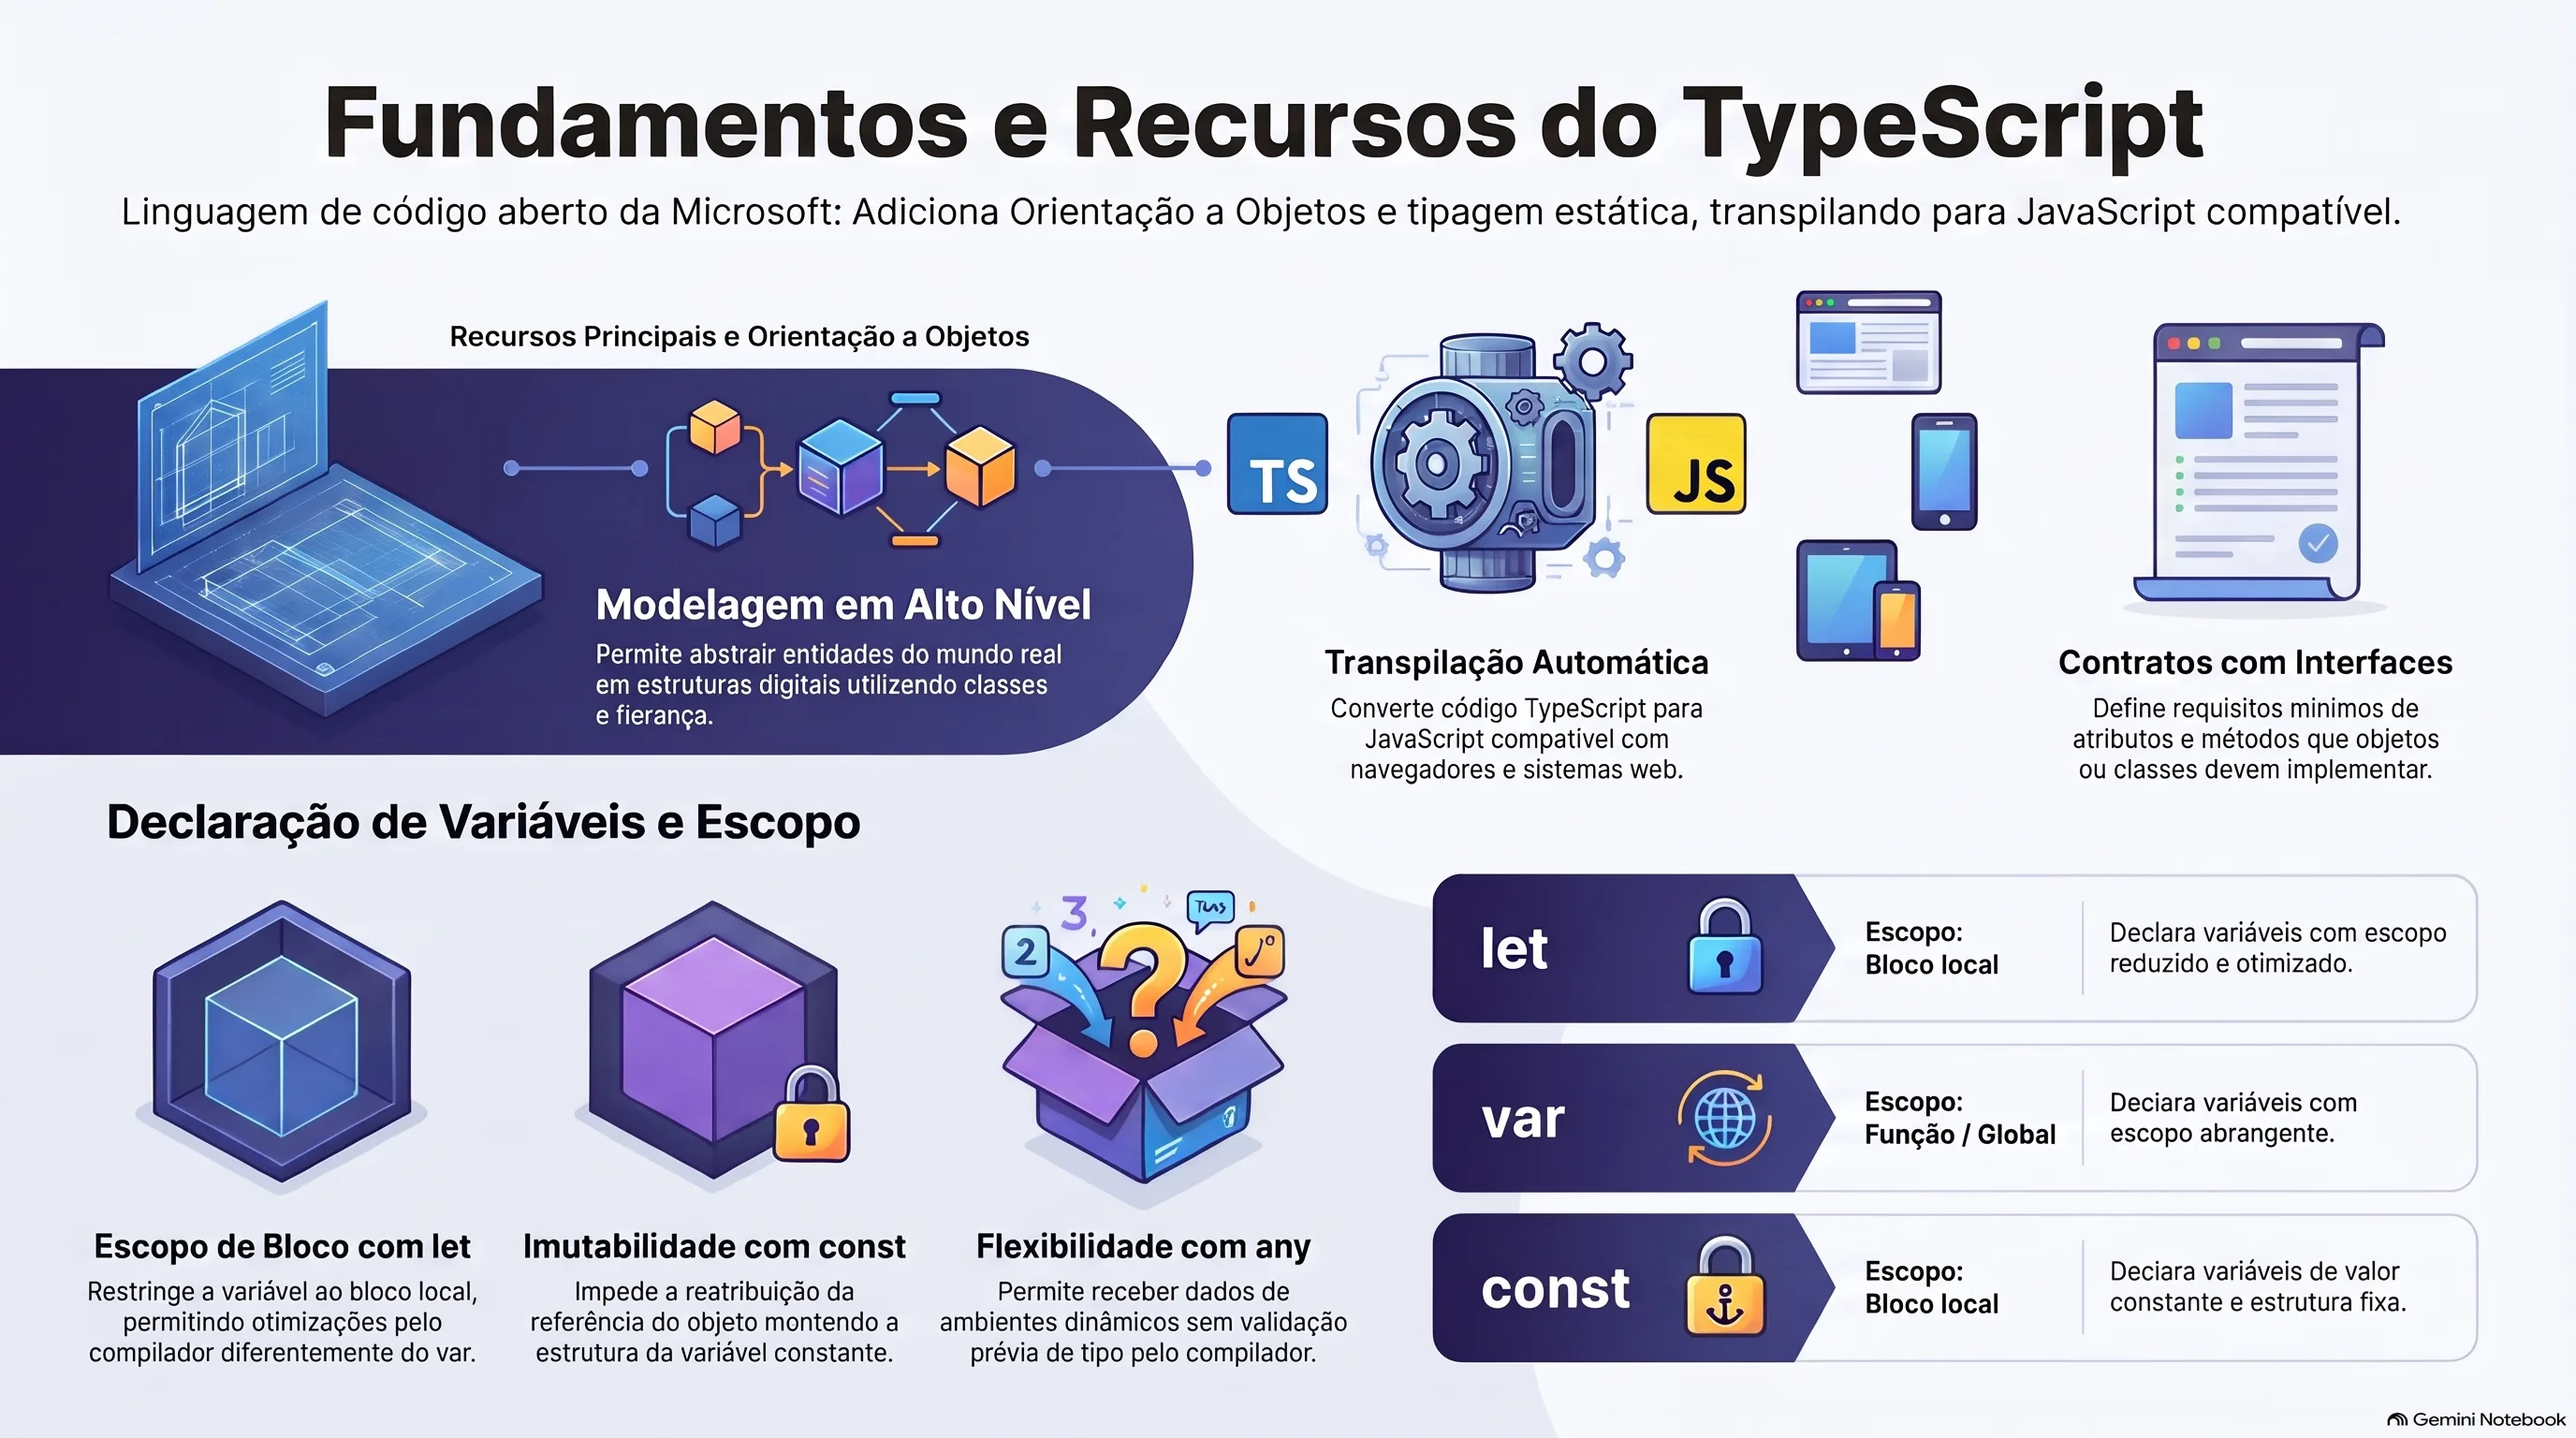 Fundamentos e Recursos do TypeScript
Linguagem de código aberto da Microsoft: Adiciona Orientação a Objetos e tipagem estática, transpilando para JavaScript compatível.
Recursos Principais e Orientação a Objetos
Modelagem em Alto Nível
Permite abstrair entidades do mundo real
em estruturas digitais utilizendo classes
e fierança.
TS
JS
Transpilação Automática
Converte código TypeScript para
JavaScript compativel com
navegadores e sistemas web.
Contratos com Interfaces
Define requisitos minimos de
atributos e métodos que objetos
ou classes devem implementar.
Declaração de Variáveis e Escopo
2
3,
?
Escopo de Bloco com let
Restringe a variável ao bloco local,
permitindo otimizações pelo
compilador diferentemente do var.
Imutabilidade com const
Impede a reatribuição da
referência do objeto montendo a
estrutura da variável constante.
Flexibilidade com any
Permite receber dados de
ambientes dinâmicos sem validação
prévia de tipo pelo compilador.
let
Escopo:
Bloco local
Declara variáveis com escopo
reduzido e otimizado.
var
Escopo:
Função / Global
Declara variáveis com
escopo abrangente.
const
Escopo:
Bloco local
Declara variáveis de valor
constante e estrutura fixa.
Gemini Notebook